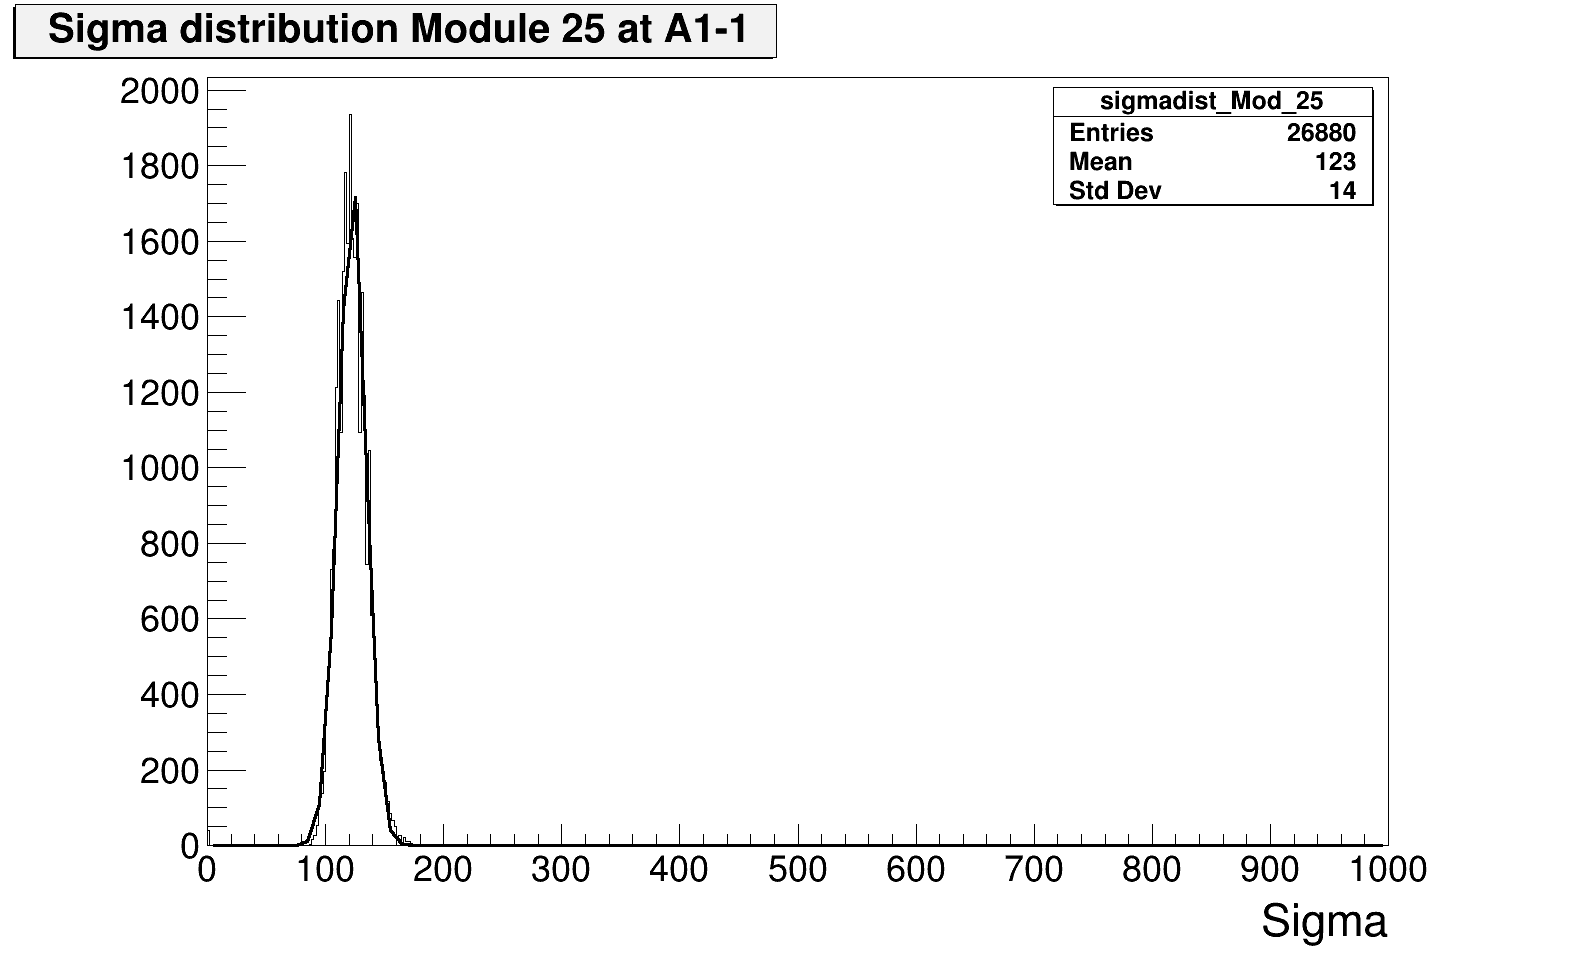 Sigma distribution Module 25 at A1-1
sigmadist_Mod_25
Entries 26880
Mean 123
Std Dev 14
2000
1800
1600
1400
1200
1000
800
600
400
200
0
0 100 200 300 400 500 600 700 800 900 1000
Sigma